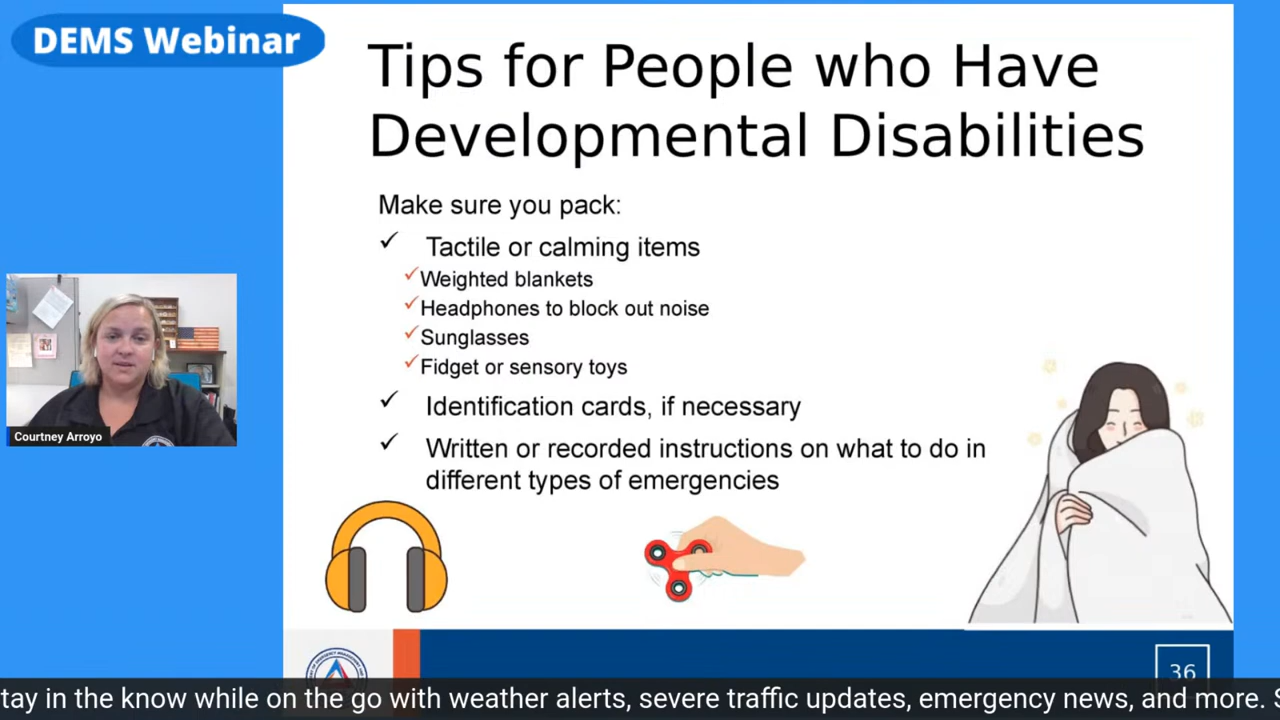 DEMS Webinar
Tips for People who Have
Developmental Disabilities
Make sure you pack:
Tactile or calming items
Weighted blankets
Headphones to block out noise
Sunglasses
Fidget or sensory toys
Identification cards, if necessary
Written or recorded instructions on what to do in
different types of emergencies
Courtney Arroyo
36
tay in the know while on the go with weather alerts, severe traffic updates, emergency news, and more. S